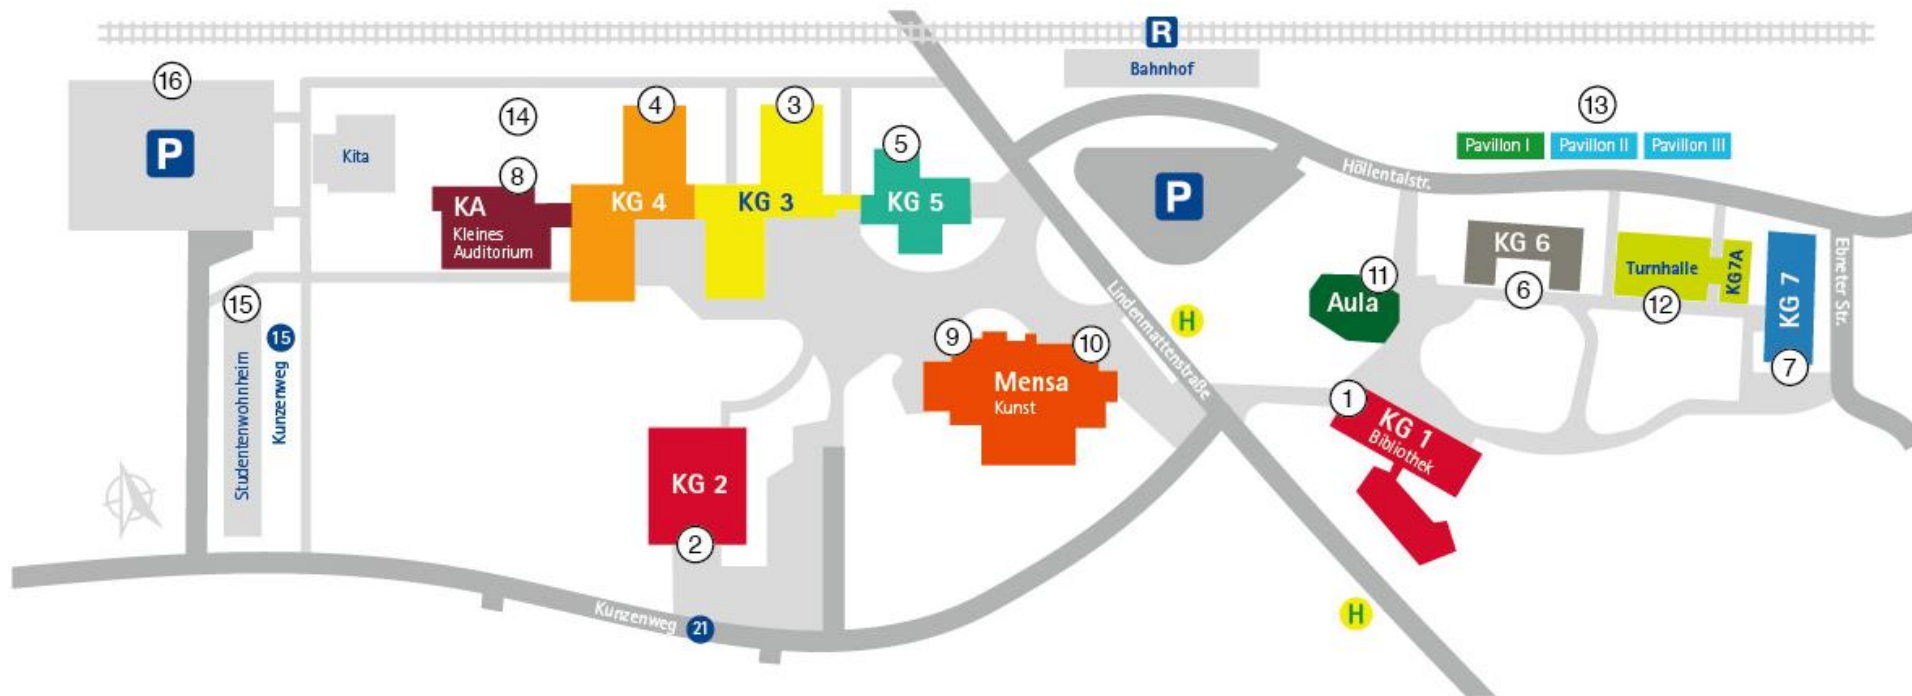 R
Bahnhof
16
P
14
4
3
13
Kita
5
Pavillon I
Pavillon II
Pavillon III
Höllentalstr.
8
KA
Kleines
Auditorium
KG 4
KG 3
KG 5
P
KG 6
Turnhalle
KG7A
KG 7
Ebneter Str.
11
Aula
6
12
15
Studentenwohnheim
15
Kunzenweg
Lindenmattenstraße
H
9
10
Mensa
Kunst
7
1
KG 1
Bibliothek
KG 2
2
Kunzenweg
21
H